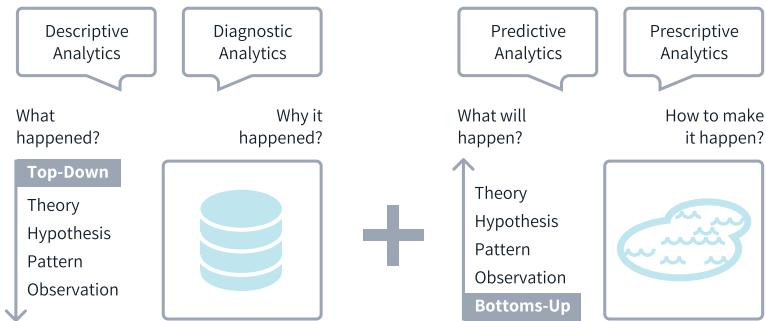 Descriptive
Analytics
Diagnostic
Analytics
Predictive
Analytics
Prescriptive
Analytics
What
happened?
Why it
happened?
What will
happen?
How to make
it happen?
Top-Down
Theory
Hypothesis
Pattern
Observation
Theory
Hypothesis
Pattern
Observation
Bottoms-Up